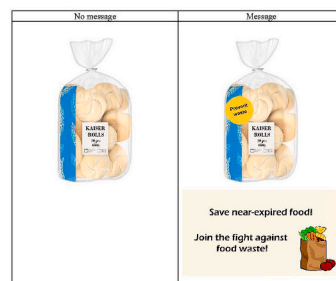 No message
Message
KAISER
ROLLS
Prevent
waste
KAISER
ROLLS
Save near-expired food!
Join the fight against
food waste!